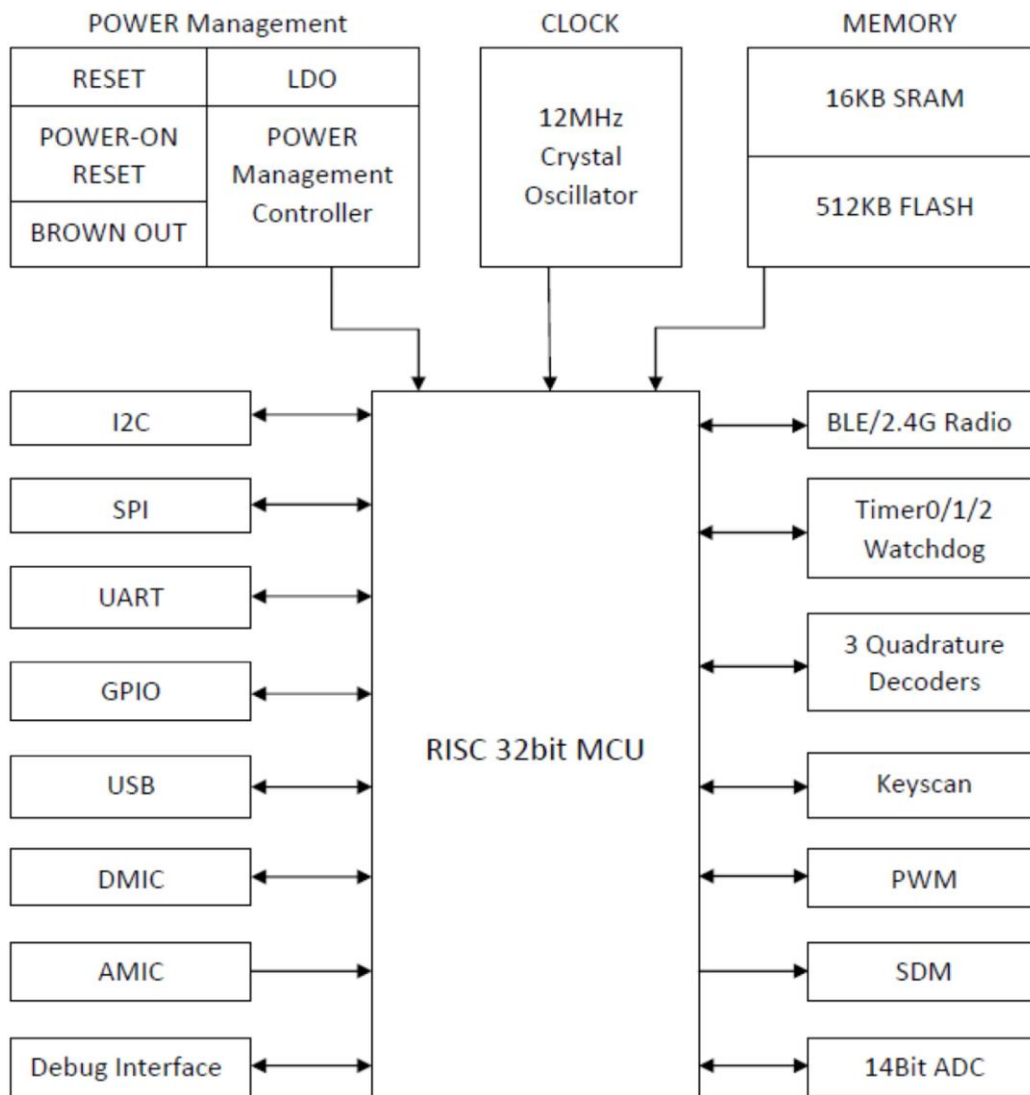 POWER Management
CLOCK
MEMORY
RESET
LDO
POWER-ON
RESET
BROWN OUT
POWER
Management
Controller
12MHz
Crystal
Oscillator
16KB SRAM
512KB FLASH
I2C
SPI
UART
GPIO
USB
DMIC
AMIC
Debug Interface
RISC 32bit MCU
BLE/2.4G Radio
Timer0/1/2
Watchdog
3 Quadrature
Decoders
Keyscan
PWM
SDM
14Bit ADC